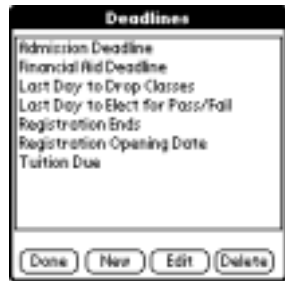 Deadlines
Admission Deadline
Financial Aid Deadline
Last Day to Drop Classes
Last Day to Elect for Pass/Fail
Registration Ends
Registration Opening Date
Tuition Due
Done New Edit Delete